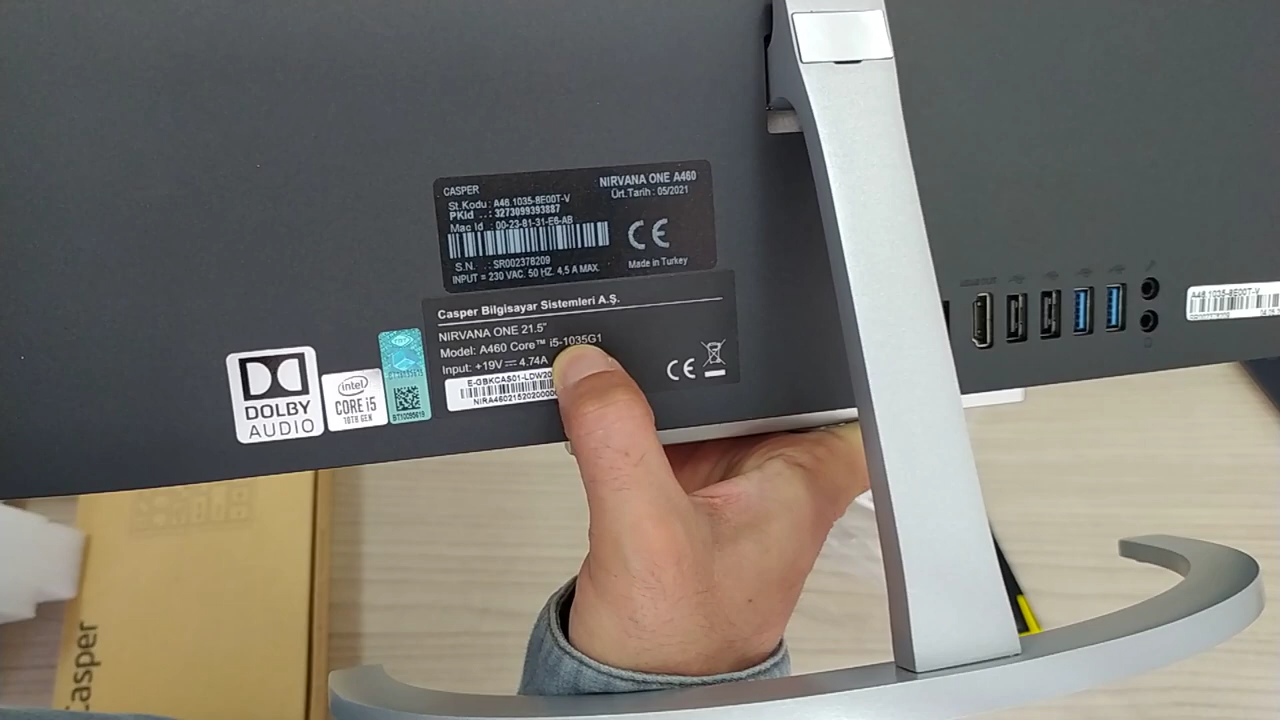 CASPER
NIRVANA ONE A460
St.Kodu : A46.1035-8E00T-V
Ürt.Tarih : 05/2021
PKId ..: 3273099393887
Mac Id : 00-23-81-31-E6-AB
S.N. .. SR002378209
CE
Made in Turkey
INPUT = 230 VAC. 50 HZ. 4,5 A MAX.
Casper Bilgisayar Sistemleri A.Ş.
NIRVANA ONE 21.5"
Model: A460 Core™ i5-1035G1
Input: +19V⎓4.74A
CE
DOLBY
AUDIO
intel
CORE i5
10TH GEN
A46.1035-8E00T-V
Casper